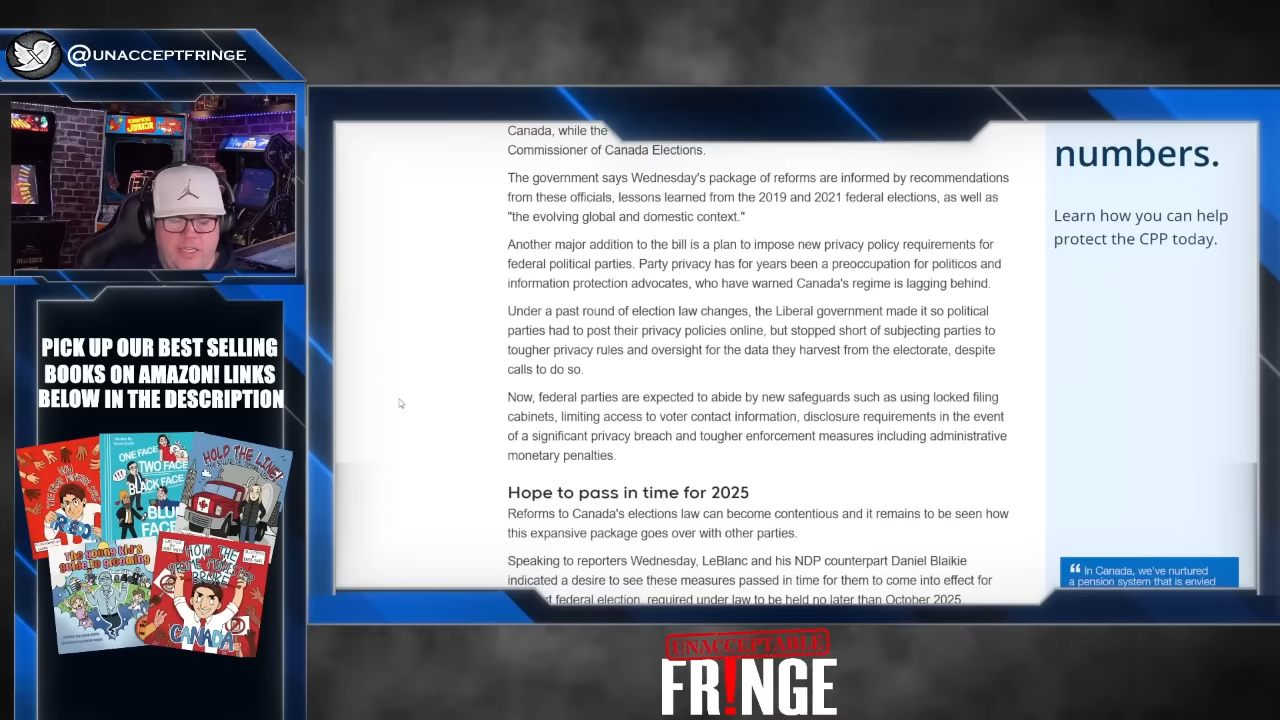 @UNACCEPTFRINGE
PICK UP OUR BEST SELLING
BOOKS ON AMAZON! LINKS
BELOW IN THE DESCRIPTION
ONE FACE
TWO FACE
BLACK FACE
BLUE
FACE
HOLD THE LINE!
The young kid's
guide to grooming
HOW THE
PRIME MINISTER
BROKE
CANADA
Canada, while the
Commissioner of Canada Elections.
The government says Wednesday's package of reforms are informed by recommendations
from these officials, lessons learned from the 2019 and 2021 federal elections, as well as
"the evolving global and domestic context."
Another major addition to the bill is a plan to impose new privacy policy requirements for
federal political parties. Party privacy has for years been a preoccupation for politicos and
information protection advocates, who have warned Canada's regime is lagging behind.
Under a past round of election law changes, the Liberal government made it so political
parties had to post their privacy policies online, but stopped short of subjecting parties to
tougher privacy rules and oversight for the data they harvest from the electorate, despite
calls to do so.
Now, federal parties are expected to abide by new safeguards such as using locked filing
cabinets, limiting access to voter contact information, disclosure requirements in the event
of a significant privacy breach and tougher enforcement measures including administrative
monetary penalties.
Hope to pass in time for 2025
Reforms to Canada's elections law can become contentious and it remains to be seen how
this expansive package goes over with other parties.
Speaking to reporters Wednesday, LeBlanc and his NDP counterpart Daniel Blaikie
indicated a desire to see these measures passed in time for them to come into effect for
federal election, required under law to be held no later than October 2025
numbers.
Learn how you can help
protect the CPP today.
“ In Canada, we've nurtured
a pension system that is envied
UNACCEPTABLE
FR!NGE